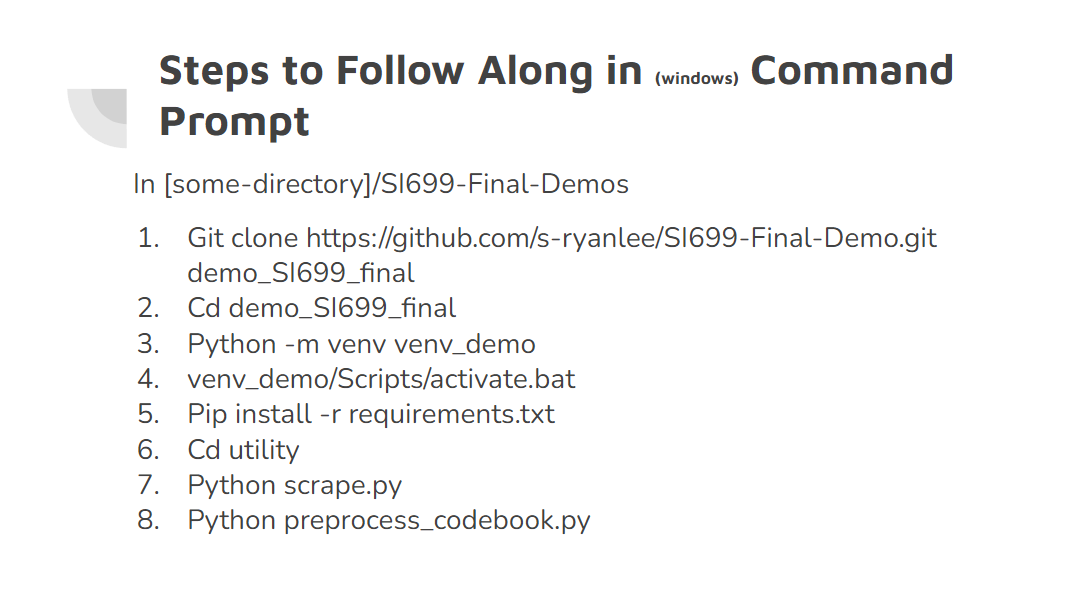 Steps to Follow Along in (windows) Command
Prompt
In [some-directory]/SI699-Final-Demos
1. Git clone https://github.com/s-ryanlee/SI699-Final-Demo.git
demo_SI699_final
2. Cd demo_SI699_final
3. Python -m venv venv_demo
4. venv_demo/Scripts/activate.bat
5. Pip install -r requirements.txt
6. Cd utility
7. Python scrape.py
8. Python preprocess_codebook.py